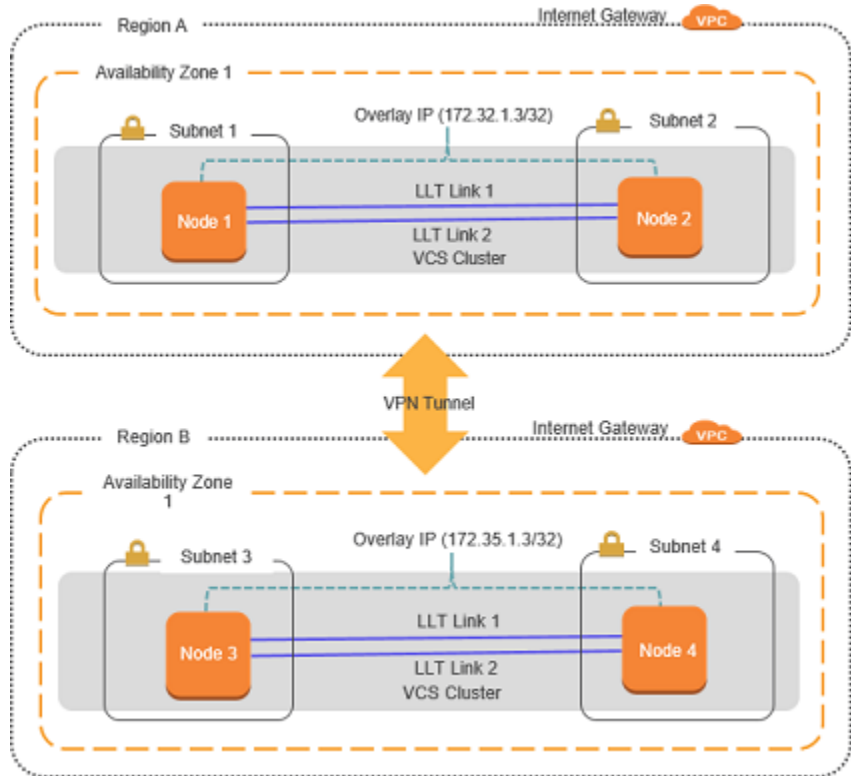 Region A
Internet Gateway
VPC
Availability Zone 1
Overlay IP (172.32.1.3/32)
Subnet 1
Subnet 2
LLT Link 1
Node 1
Node 2
LLT Link 2
VCS Cluster
VPN Tunnel
Region B
Internet Gateway
VPC
Availability Zone
1
Overlay IP (172.35.1.3/32)
Subnet 3
Subnet 4
LLT Link 1
Node 3
Node 4
LLT Link 2
VCS Cluster